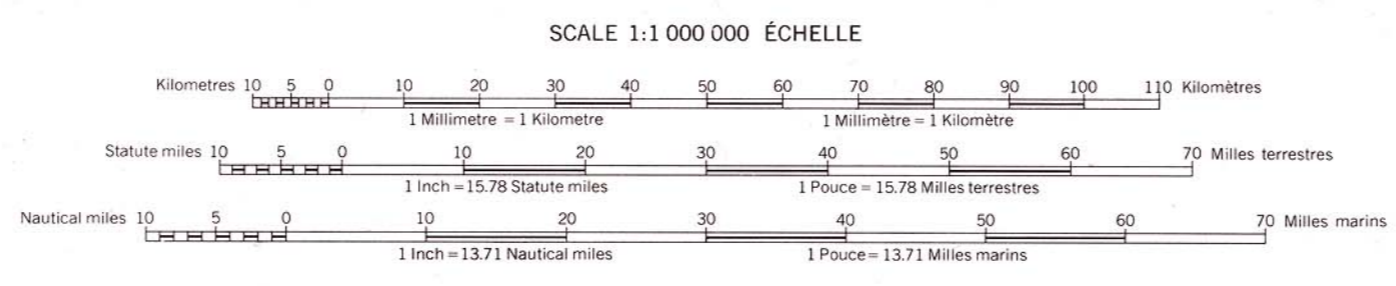 SCALE 1:1 000 000 ÉCHELLE
Kilometres 10 5 0 10 20 30 40 50 60 70 80 90 100 110 Kilomètres
1 Millimetre = 1 Kilometre 1 Millimètre = 1 Kilomètre
Statute miles 10 5 0 10 20 30 40 50 60 70 Milles terrestres
1 Inch = 15.78 Statute miles 1 Pouce = 15.78 Milles terrestres
Nautical miles 10 5 0 10 20 30 40 50 60 70 Milles marins
1 Inch = 13.71 Nautical miles 1 Pouce = 13.71 Milles marins